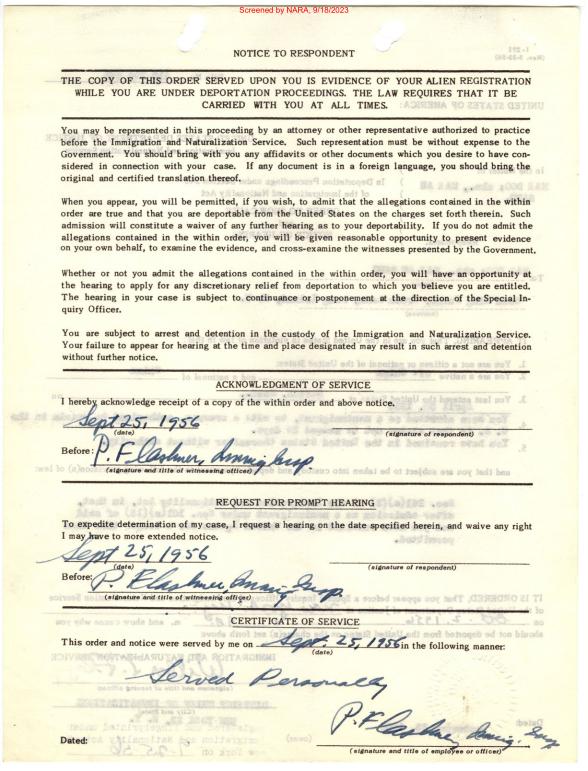 Screened by NARA, 9/18/2023
NOTICE TO RESPONDENT
THE COPY OF THIS ORDER SERVED UPON YOU IS EVIDENCE OF YOUR ALIEN REGISTRATION
WHILE YOU ARE UNDER DEPORTATION PROCEEDINGS. THE LAW REQUIRES THAT IT BE
CARRIED WITH YOU AT ALL TIMES.
You may be represented in this proceeding by an attorney or other representative authorized to practice
before the Immigration and Naturalization Service. Such representation must be without expense to the
Government. You should bring with you any affidavits or other documents which you desire to have con-
sidered in connection with your case. If any document is in a foreign language, you should bring the
original and certified translation thereof.
When you appear, you will be permitted, if you wish, to admit that the allegations contained in the within
order are true and that you are deportable from the United States on the charges set forth therein. Such
admission will constitute a waiver of any further hearing as to your deportability. If you do not admit the
allegations contained in the within order, you will be given reasonable opportunity to present evidence
on your own behalf, to examine the evidence, and cross-examine the witnesses presented by the Government.
Whether or not you admit the allegations contained in the within order, you will have an opportunity at
the hearing to apply for any discretionary relief from deportation to which you believe you are entitled.
The hearing in your case is subject to continuance or postponement at the direction of the Special In-
quiry Officer.
You are subject to arrest and detention in the custody of the Immigration and Naturalization Service.
Your failure to appear for hearing at the time and place designated may result in such arrest and detention
without further notice.
ACKNOWLEDGMENT OF SERVICE
I hereby acknowledge receipt of a copy of the within order and above notice.
Sept 25, 1956
(date) (signature of respondent)
Before: P. Flashner, Immig. Insp.
(signature and title of witnessing officer)
REQUEST FOR PROMPT HEARING
To expedite determination of my case, I request a hearing on the date specified herein, and waive any right
I may have to more extended notice.
Sept 25, 1956
(date) (signature of respondent)
Before: P. Flashner, Immig. Insp.
(signature and title of witnessing officer)
CERTIFICATE OF SERVICE
This order and notice were served by me on Sept. 25, 1956 in the following manner:
(date)
Served Personally
P. Flashner, Immig. Insp
Dated:
(signature and title of employee or officer)